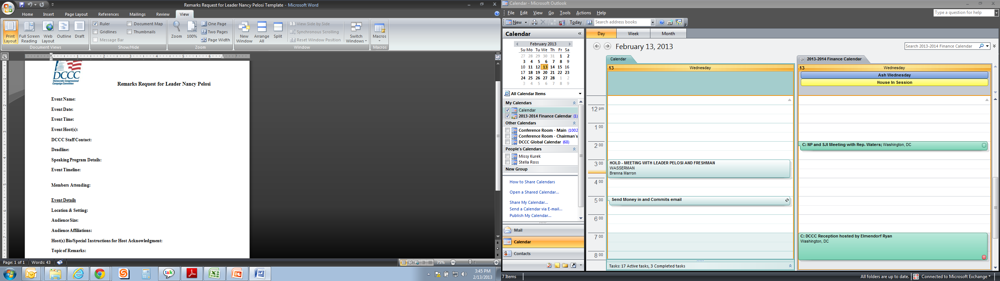 Remarks Request for Leader Nancy Pelosi Template - Microsoft Word
Home Insert Page Layout References Mailings Review View
Print Layout
Full Screen Reading
Web Layout
Outline
Draft
Document Views
Ruler
Gridlines
Message Bar
Document Map
Thumbnails
Show/Hide
Zoom
100%
One Page
Two Pages
Page Width
Zoom
New Window
Arrange All
Split
View Side by Side
Synchronous Scrolling
Reset Window Position
Switch Windows
Window
Macros
Macros
1 2 3 4 5 6 7
DCCC
Democratic Congressional
Campaign Committee
Remarks Request for Leader Nancy Pelosi
Event Name:
Event Date:
Event Time:
Event Host(s):
DCCC Staff Contact:
Deadline:
Speaking Program Details:
Event Timeline:
Members Attending:
Event Details
Location & Setting:
Audience Size:
Audience Affiliations:
Host(s) Bio/Special Instructions for Host Acknowledgment:
Topic of Remarks:
Page: 1 of 1 Words: 43
75%
talk
3:45 PM
2/13/2013
Calendar - Microsoft Outlook
File Edit View Go Tools Actions Help
Type a question for help
New Today Search address books
Calendar
February 2013
Su Mo Tu We Th Fr Sa
27 28 29 30 31 1 2
3 4 5 6 7 8 9
10 11 12 13 14 15 16
17 18 19 20 21 22 23
24 25 26 27 28 1 2
3 4 5 6 7 8 9
All Calendar Items
My Calendars
Calendar
2013-2014 Finance Calendar (1)
Other Calendars
Conference Room - Main (1002
Conference Room - Chairman's
DCCC Global Calendar (68)
People's Calendars
Missy Kurek
Stella Ross
New Group
How to Share Calendars
Open a Shared Calendar...
Share My Calendar...
Send a Calendar via E-mail...
Publish My Calendar...
Mail
Calendar
Contacts
7 Items
Day Week Month
February 13, 2013
Search 2013-2014 Finance Calendar
Calendar
13 Wednesday
12 pm
1 00
2 00
3 00
4 00
5 00
6 00
7 00
8 00
HOLD - MEETING WITH LEADER PELOSI AND FRESHMAN
WASSERMAN
Brenna Marron
Send Money in and Commits email
2013-2014 Finance Calendar
13 Wednesday
Ash Wednesday
House In Session
C: NP and SJI Meeting with Rep. Waters; Washington, DC
C: DCCC Reception hosted by Elmendorf Ryan
Washington, DC
Tasks: 17 Active tasks, 3 Completed tasks
All folders are up to date. Connected to Microsoft Exchange